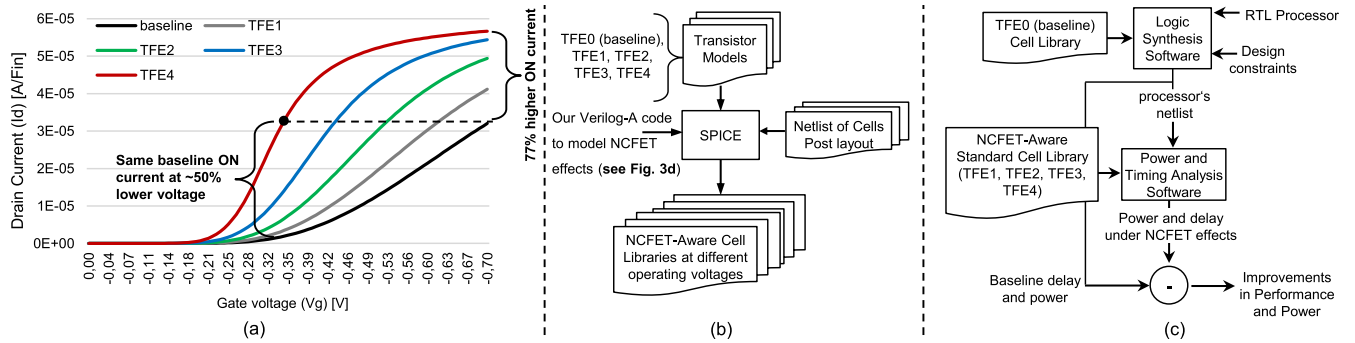 6E-05
5E-05
4E-05
3E-05
2E-05
1E-05
0E+00
Drain Current (Id) [A/Fin]
baseline
TFE1
TFE2
TFE3
TFE4
Same baseline ON
current at ~50%
lower voltage
77% higher ON current
0,00
-0,04
-0,07
-0,11
-0,14
-0,18
-0,21
-0,25
-0,28
-0,32
-0,35
-0,39
-0,42
-0,46
-0,49
-0,53
-0,56
-0,60
-0,63
-0,67
-0,70
Gate voltage (Vg) [V]
(a)
TFE0 (baseline),
TFE1, TFE2,
TFE3, TFE4
Transistor
Models
Our Verilog-A code
to model NCFET
effects (see Fig. 3d)
SPICE
Netlist of Cells
Post layout
NCFET-Aware Cell
Libraries at different
operating voltages
(b)
TFE0 (baseline)
Cell Library
Logic
Synthesis
Software
RTL Processor
Design
constraints
processor's
netlist
NCFET-Aware
Standard Cell Library
(TFE1, TFE2, TFE3,
TFE4)
Power and
Timing Analysis
Software
Power and delay
under NCFET effects
Baseline delay
and power
-
Improvements
in Performance
and Power
(c)